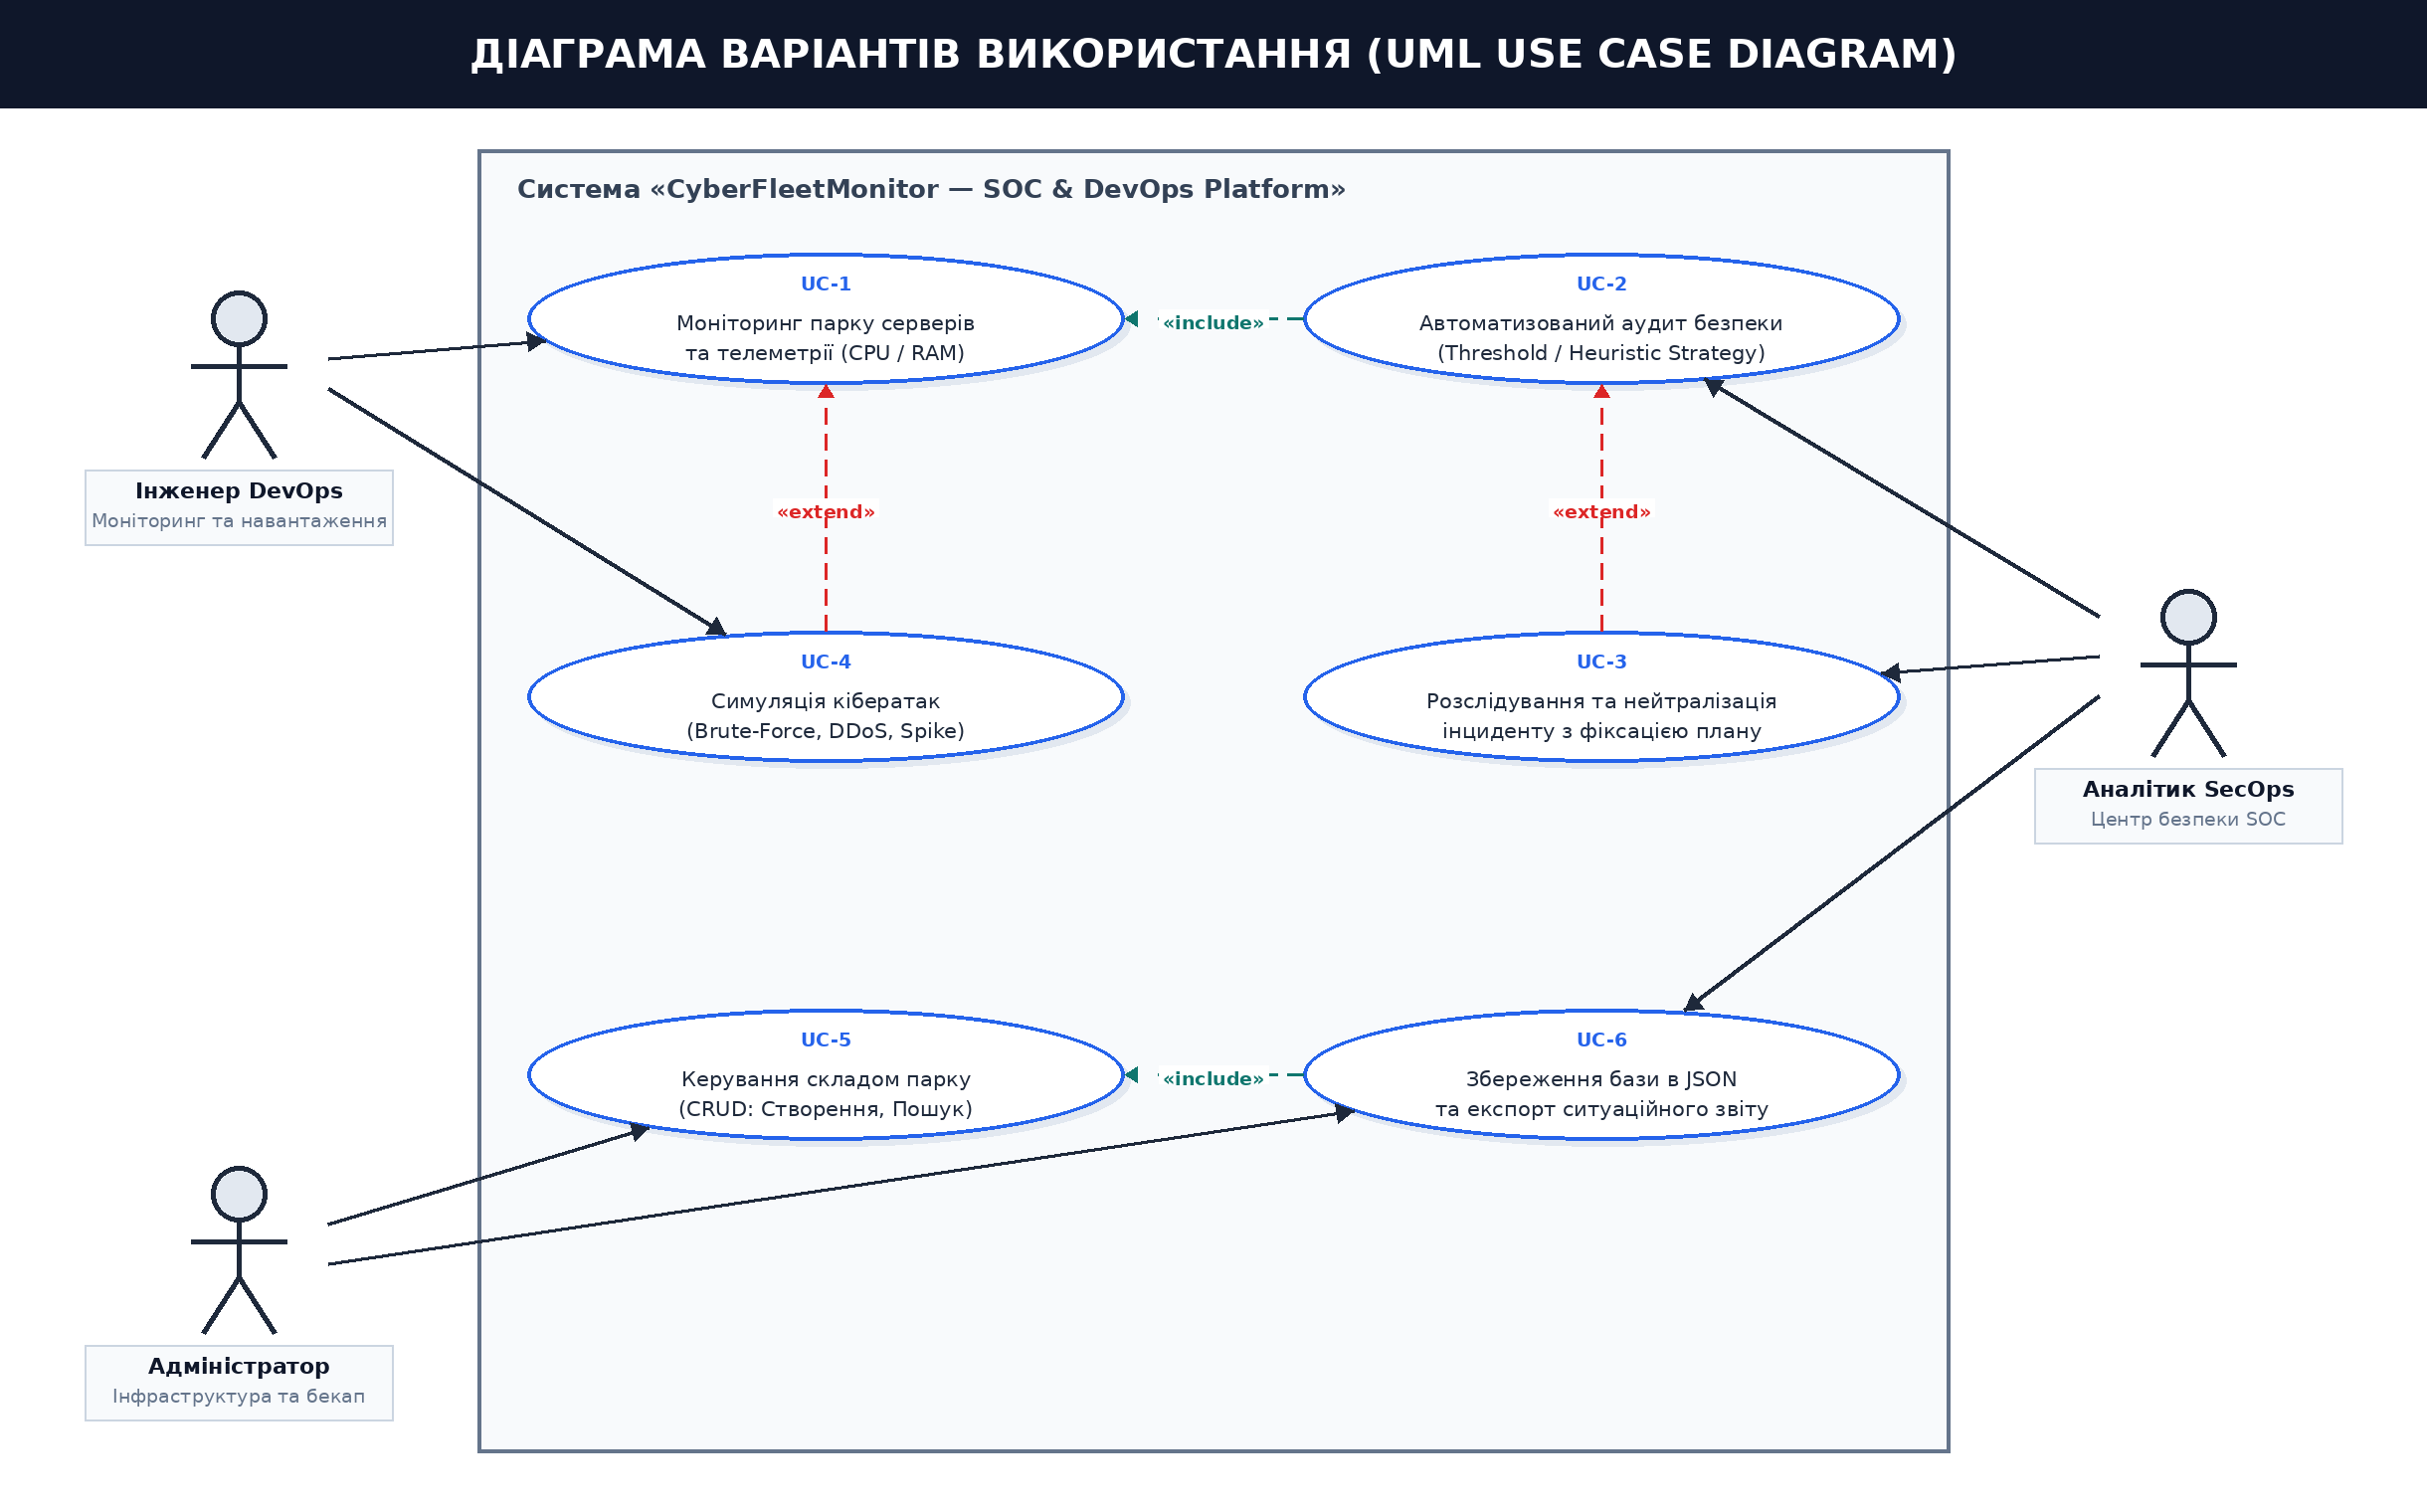 ДІАГРАМА ВАРІАНТІВ ВИКОРИСТАННЯ (UML USE CASE DIAGRAM)
Система «CyberFleetMonitor — SOC & DevOps Platform»
UC-1
Моніторинг парку серверів
та телеметрії (CPU / RAM)
«include»
UC-2
Автоматизований аудит безпеки
(Threshold / Heuristic Strategy)
Інженер DevOps
Моніторинг та навантаження
«extend»
«extend»
UC-4
Симуляція кібератак
(Brute-Force, DDoS, Spike)
UC-3
Розслідування та нейтралізація
інциденту з фіксацією плану
Аналітик SecOps
Центр безпеки SOC
UC-5
Керування складом парку
(CRUD: Створення, Пошук)
«include»
UC-6
Збереження бази в JSON
та експорт ситуаційного звіту
Адміністратор
Інфраструктура та бекап